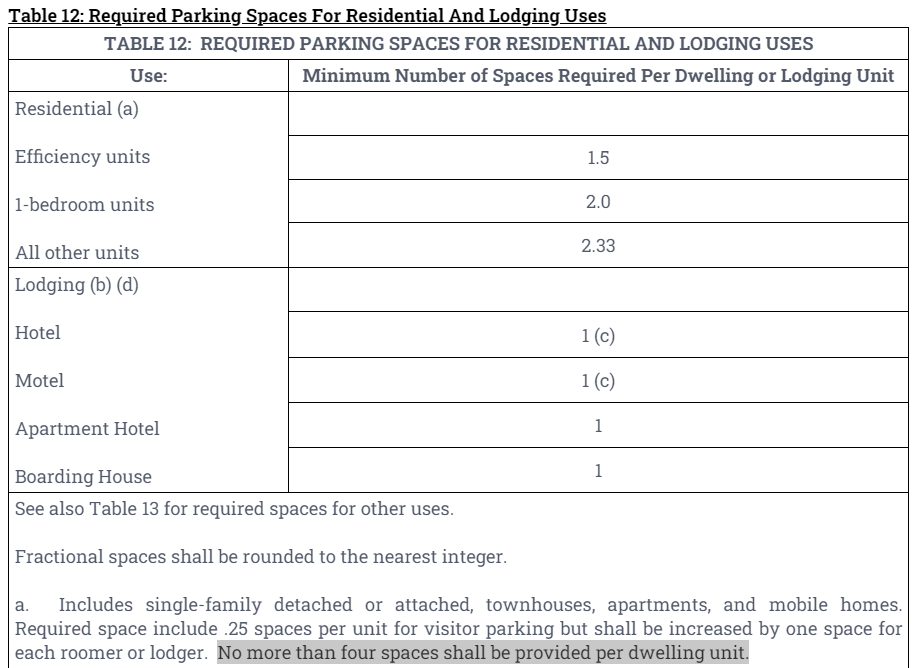 Table 12: Required Parking Spaces For Residential And Lodging Uses
TABLE 12: REQUIRED PARKING SPACES FOR RESIDENTIAL AND LODGING USES
Use: Minimum Number of Spaces Required Per Dwelling or Lodging Unit
Residential (a)
Efficiency units 1.5
1-bedroom units 2.0
All other units 2.33
Lodging (b) (d)
Hotel 1 (c)
Motel 1 (c)
Apartment Hotel 1
Boarding House 1
See also Table 13 for required spaces for other uses.
Fractional spaces shall be rounded to the nearest integer.
a. Includes single-family detached or attached, townhouses, apartments, and mobile homes.
Required space include .25 spaces per unit for visitor parking but shall be increased by one space for
each roomer or lodger. No more than four spaces shall be provided per dwelling unit.